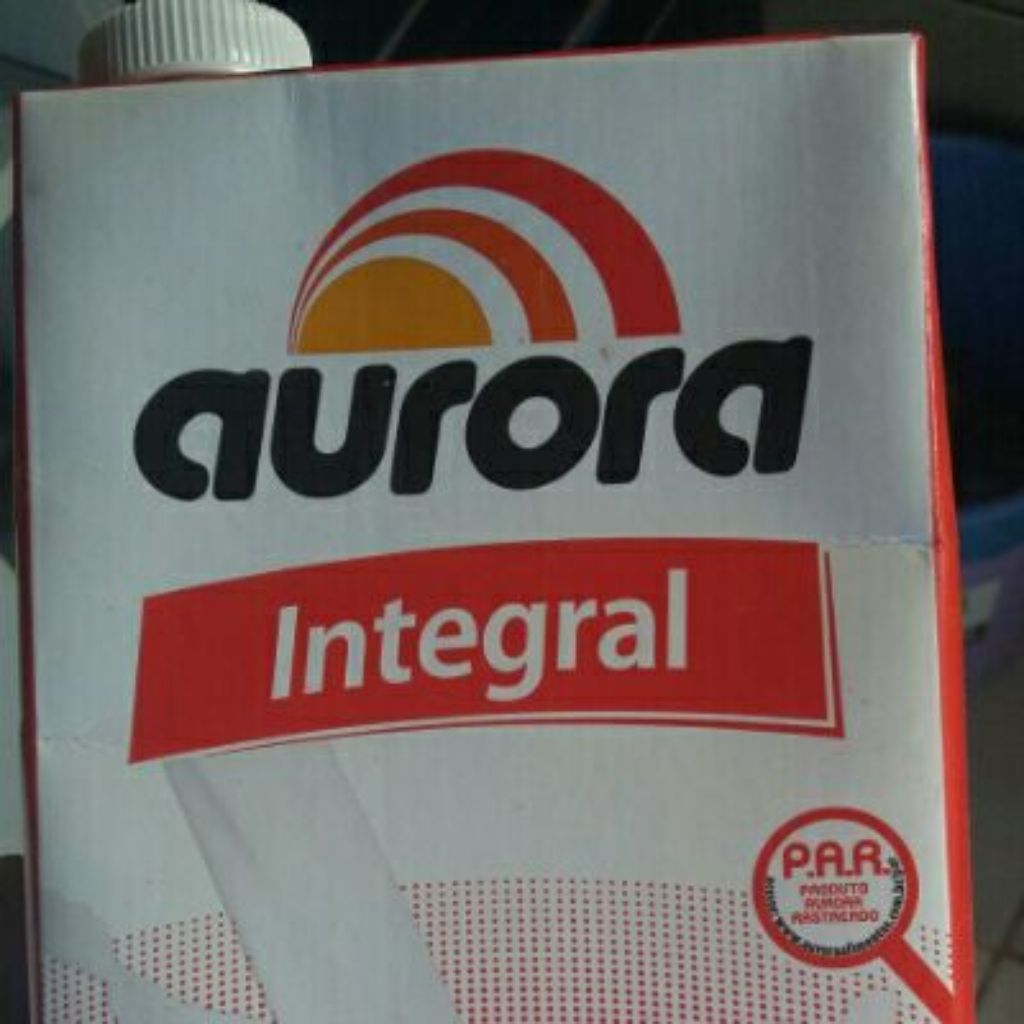 aurora
Integral
P.A.R.
PRODUTO
AURORA
RASTREADO